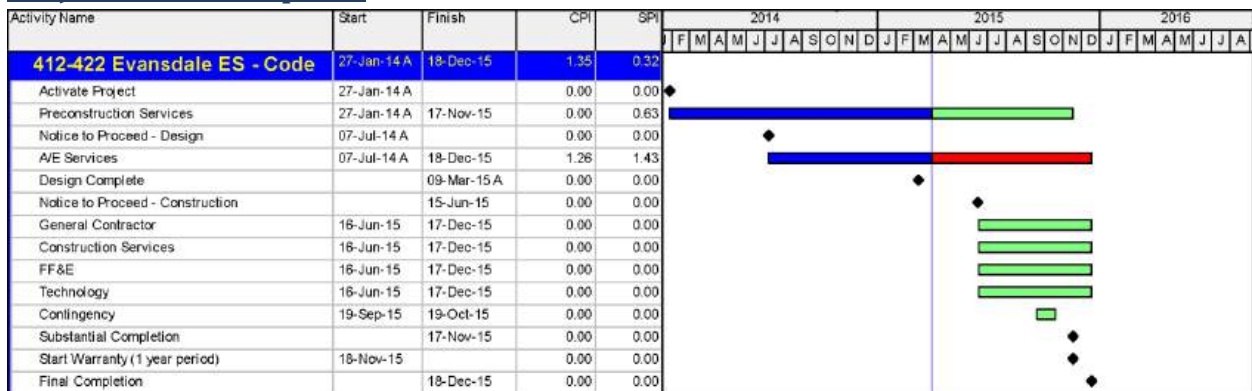 Activity Name Start Finish CPI SPI 2014 2015 2016
F M A M J J A S O N D J F M A M J J A S O N D J F M A M J J A
412-422 Evansdale ES - Code 27-Jan-14 A 18-Dec-15 1.35 0.32
Activate Project 27-Jan-14 A 0.00 0.00
Preconstruction Services 27-Jan-14 A 17-Nov-15 0.00 0.63
Notice to Proceed - Design 07-Jul-14 A 0.00 0.00
A/E Services 07-Jul-14 A 18-Dec-15 1.26 1.43
Design Complete 09-Mar-15 A 0.00 0.00
Notice to Proceed - Construction 15-Jun-15 0.00 0.00
General Contractor 16-Jun-15 17-Dec-15 0.00 0.00
Construction Services 16-Jun-15 17-Dec-15 0.00 0.00
FF&E 16-Jun-15 17-Dec-15 0.00 0.00
Technology 16-Jun-15 17-Dec-15 0.00 0.00
Contingency 19-Sep-15 19-Oct-15 0.00 0.00
Substantial Completion 17-Nov-15 0.00 0.00
Start Warranty (1 year period) 18-Nov-15 0.00 0.00
Final Completion 18-Dec-15 0.00 0.00